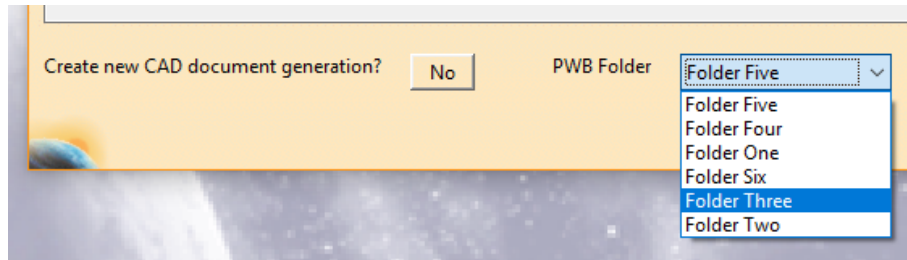 Create new CAD document generation?
No
PWB Folder
Folder Five
Folder Five
Folder Four
Folder One
Folder Six
Folder Three
Folder Two